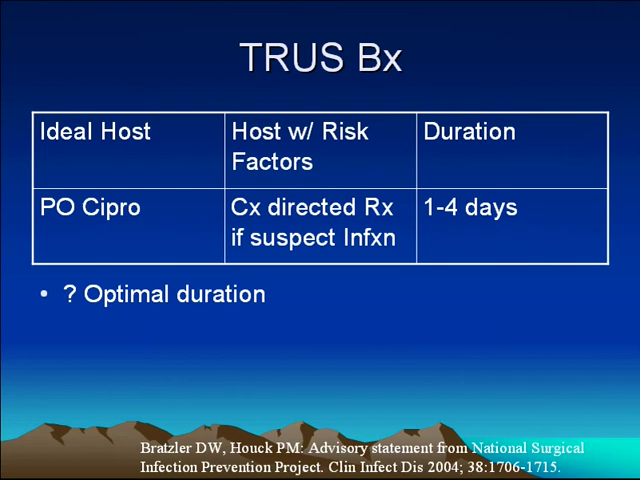 TRUS Bx
Ideal Host
Host w/ Risk
Factors
Duration
PO Cipro
Cx directed Rx
if suspect Infxn
1-4 days
• ? Optimal duration
Bratzler DW, Houck PM: Advisory statement from National Surgical
Infection Prevention Project. Clin Infect Dis 2004; 38:1706-1715.